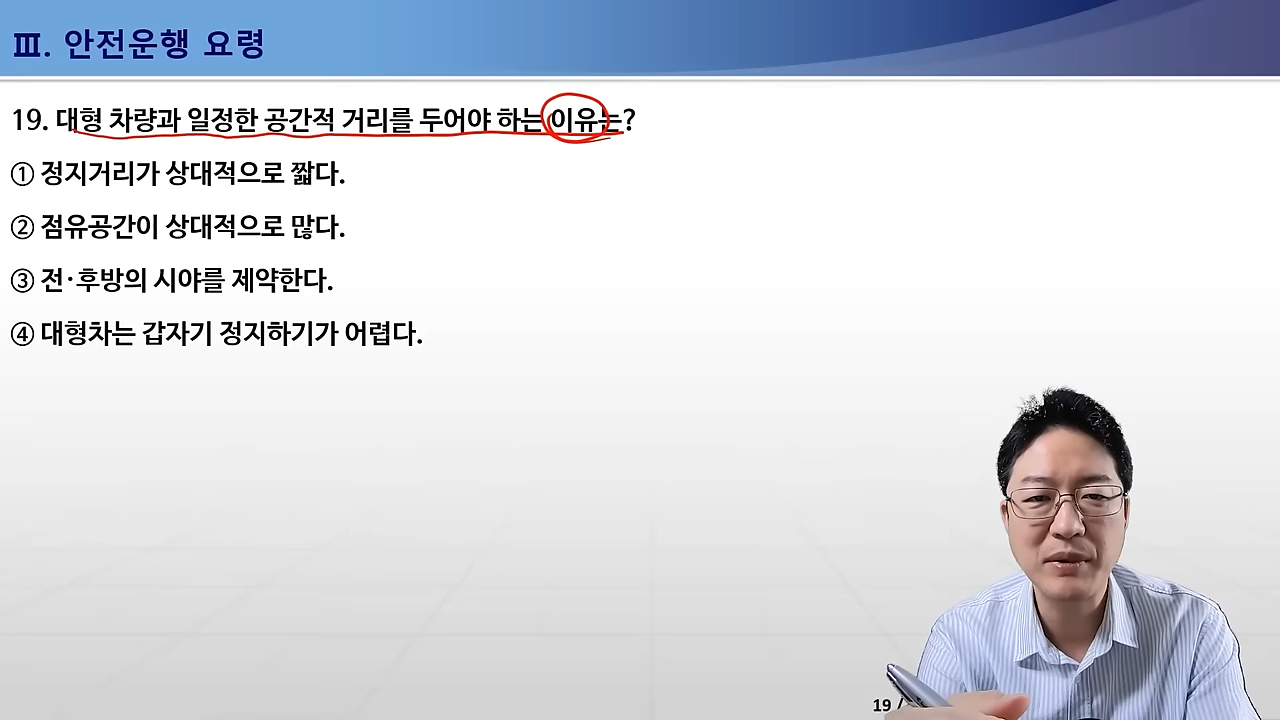 Ⅲ. 안전운행 요령
19. 대형 차량과 일정한 공간적 거리를 두어야 하는 이유는?
① 정지거리가 상대적으로 짧다.
② 점유공간이 상대적으로 많다.
③ 전·후방의 시야를 제약한다.
④ 대형차는 갑자기 정지하기가 어렵다.
19 /